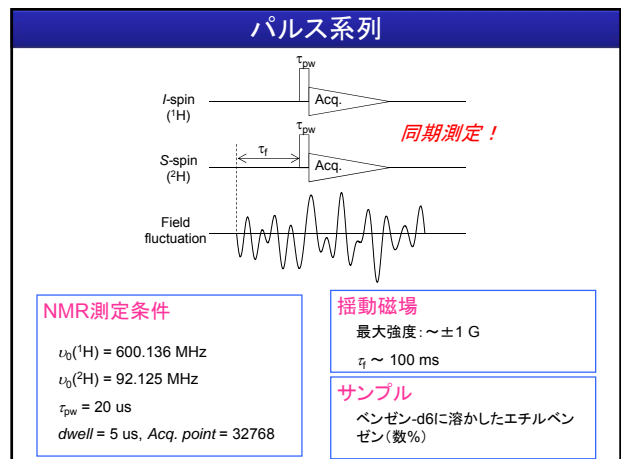 パルス系列
τpw
I-spin
(¹H)
Acq.
τpw
同期測定！
S-spin
(²H)
τf
Acq.
Field
fluctuation
NMR測定条件
υ₀(¹H) = 600.136 MHz
υ₀(²H) = 92.125 MHz
τpw = 20 us
dwell = 5 us, Acq. point = 32768
揺動磁場
最大強度：～±1 G
τf ~ 100 ms
サンプル
ベンゼン-d6に溶かしたエチルベン
ゼン（数%）